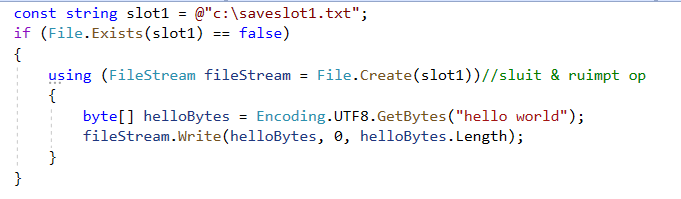 const string slot1 = @"c:\saveslot1.txt";
if (File.Exists(slot1) == false)
{
using (FileStream fileStream = File.Create(slot1))//sluit & ruimpt op
{
byte[] helloBytes = Encoding.UTF8.GetBytes("hello world");
fileStream.Write(helloBytes, 0, helloBytes.Length);
}
}